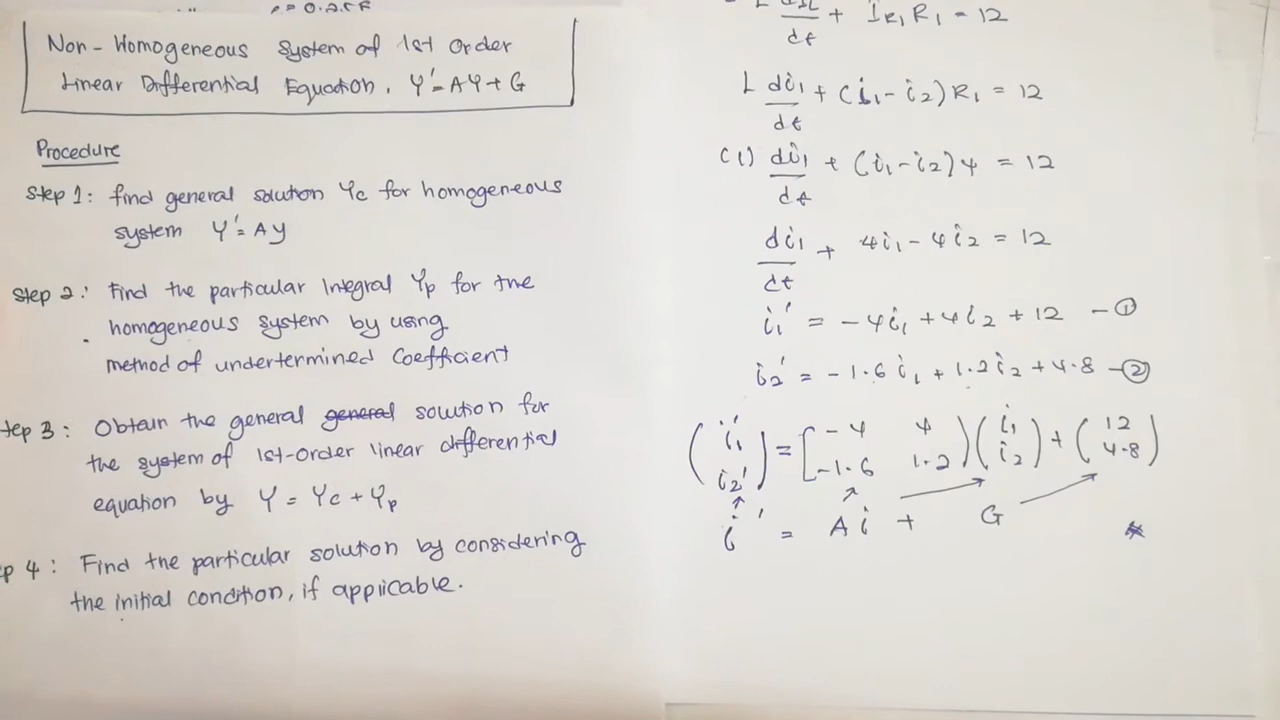 Non-Homogeneous System of 1st Order
Linear Differential Equation, Y' = AY + G
Procedure
Step 1: find general solution Yc for homogeneous
system Y' = AY
Step 2: Find the particular Integral Yp for the
homogeneous system by using
method of undertermined Coefficient
tep 3: Obtain the general general solution for
the system of 1st-order linear differential
equation by Y = Yc + Yp
p 4: Find the particular solution by considering
the initial condition, if applicable.
dt + IR1 R1 = 12
L di1/dt + (i1 - i2) R1 = 12
(1) di1/dt + (i1 - i2) 4 = 12
di1/dt + 4i1 - 4i2 = 12
i1' = -4i1 + 4i2 + 12 - ①
i2' = -1.6 i1 + 1.2 i2 + 4.8 - ②
(i1' i2') = [-4 4 -1.6 1.2) (i1 i2) + (12 4.8)
i' = A i + G